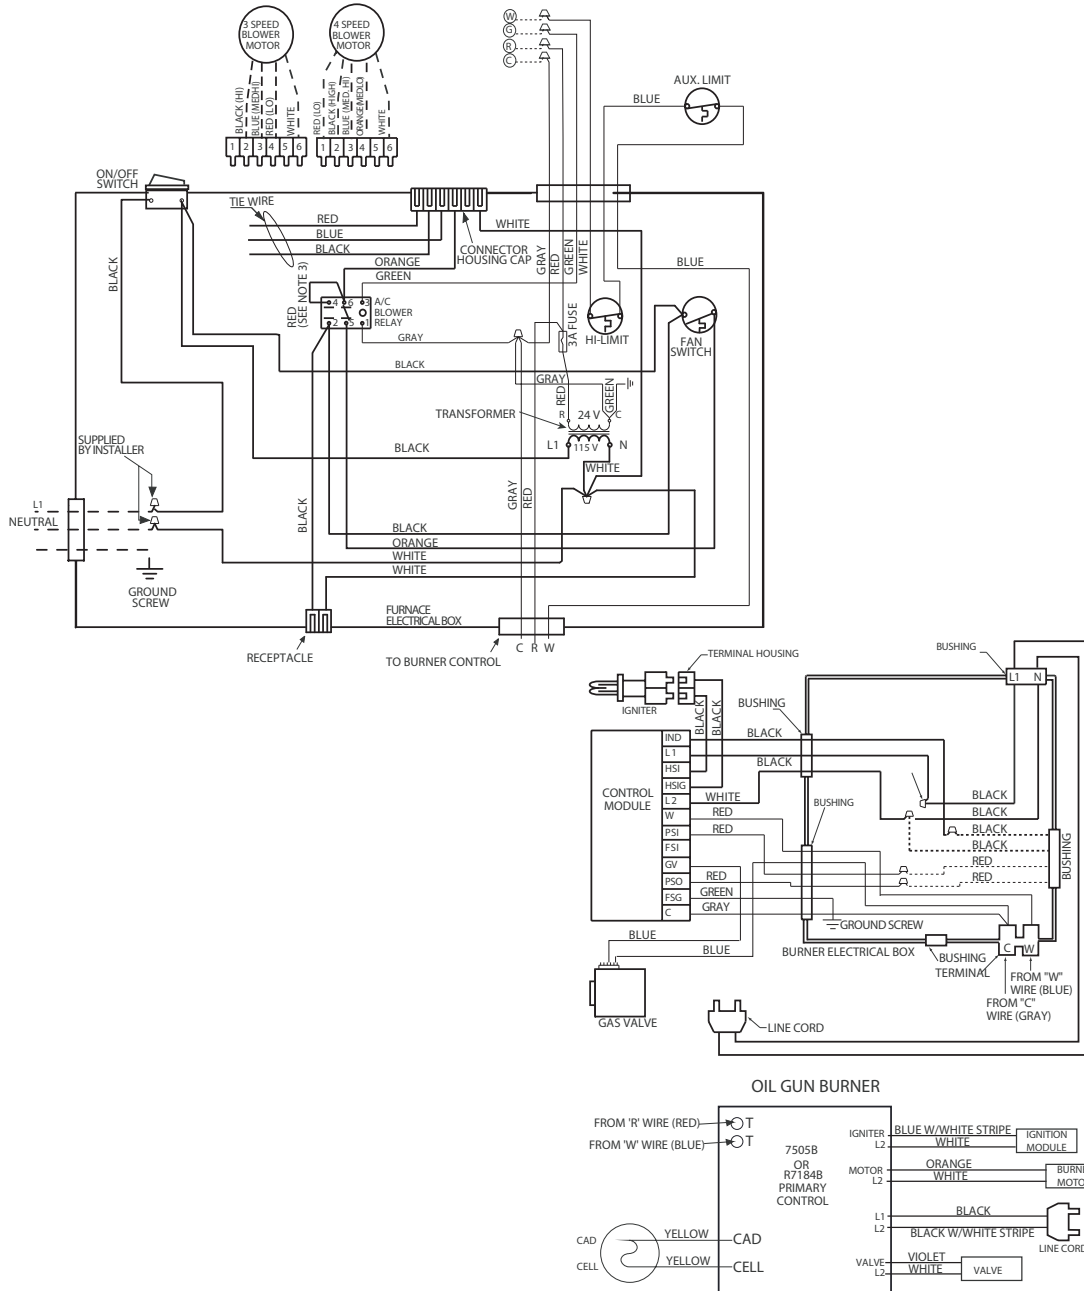 3 SPEED
BLOWER
MOTOR
4 SPEED
BLOWER
MOTOR
BLACK (HI)
BLUE (MEDHI)
RED (LO)
WHITE
RED (LO)
BLACK (HIGH)
BLUE (MED. HI)
ORANGE(MEDLO)
WHITE
1 2 3 4 5 6
1 2 3 4 5 6
W
G
R
C
AUX. LIMIT
BLUE
ON/OFF
SWITCH
TIE WIRE
RED
BLUE
BLACK
WHITE
CONNECTOR
HOUSING CAP
ORANGE
GREEN
GRAY
RED
GREEN
WHITE
BLUE
BLACK
RED
(SEE NOTE 3)
4 6 3
2 5 1
A/C
BLOWER
RELAY
GRAY
3A FUSE
HI-LIMIT
FAN
SWITCH
BLACK
GRAY
RED
GREEN
TRANSFORMER
R 24 V C
L1 115 V N
BLACK
WHITE
SUPPLIED
BY INSTALLER
L1
NEUTRAL
BLACK
GRAY
RED
BLACK
ORANGE
WHITE
WHITE
GROUND
SCREW
FURNACE
ELECTRICAL BOX
RECEPTACLE
TO BURNER CONTROL
C R W
TERMINAL HOUSING
BUSHING
L1 N
IGNITER
BLACK
BLACK
BUSHING
CONTROL
MODULE
IND
L 1
HSI
HSIG
L 2
W
PSI
FSI
GV
PSO
FSG
C
BLACK
BLACK
WHITE
RED
RED
BUSHING
RED
GREEN
GRAY
BLACK
BLACK
BLACK
BLACK
RED
RED
BUSHING
GROUND SCREW
BLUE
BLUE
BURNER ELECTRICAL BOX
BUSHING
TERMINAL
C W
FROM "W"
WIRE (BLUE)
FROM "C"
WIRE (GRAY)
GAS VALVE
LINE CORD
OIL GUN BURNER
FROM 'R' WIRE (RED)
T
FROM 'W' WIRE (BLUE)
T
7505B
OR
R7184B
PRIMARY
CONTROL
IGNITER
L2
BLUE W/WHITE STRIPE
WHITE
IGNITION
MODULE
MOTOR
L2
ORANGE
WHITE
L1
L2
BLACK
BLACK W/WHITE STRIPE
LINE CORD
CAD
CELL
YELLOW
YELLOW
CAD
CELL
VALVE
L2
VIOLET
WHITE
VALVE